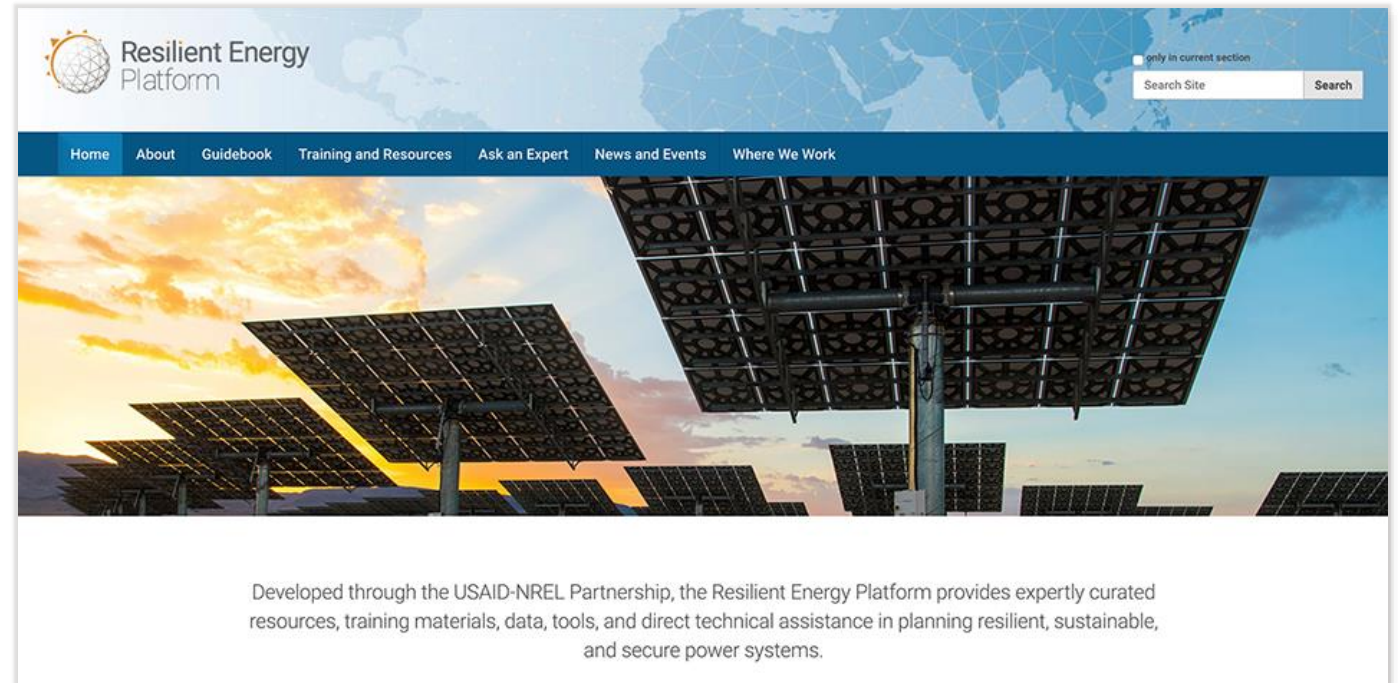 Resilient Energy
Platform
only in current section
Search Site
Search
Home About Guidebook Training and Resources Ask an Expert News and Events Where We Work
Developed through the USAID-NREL Partnership, the Resilient Energy Platform provides expertly curated
resources, training materials, data, tools, and direct technical assistance in planning resilient, sustainable,
and secure power systems.